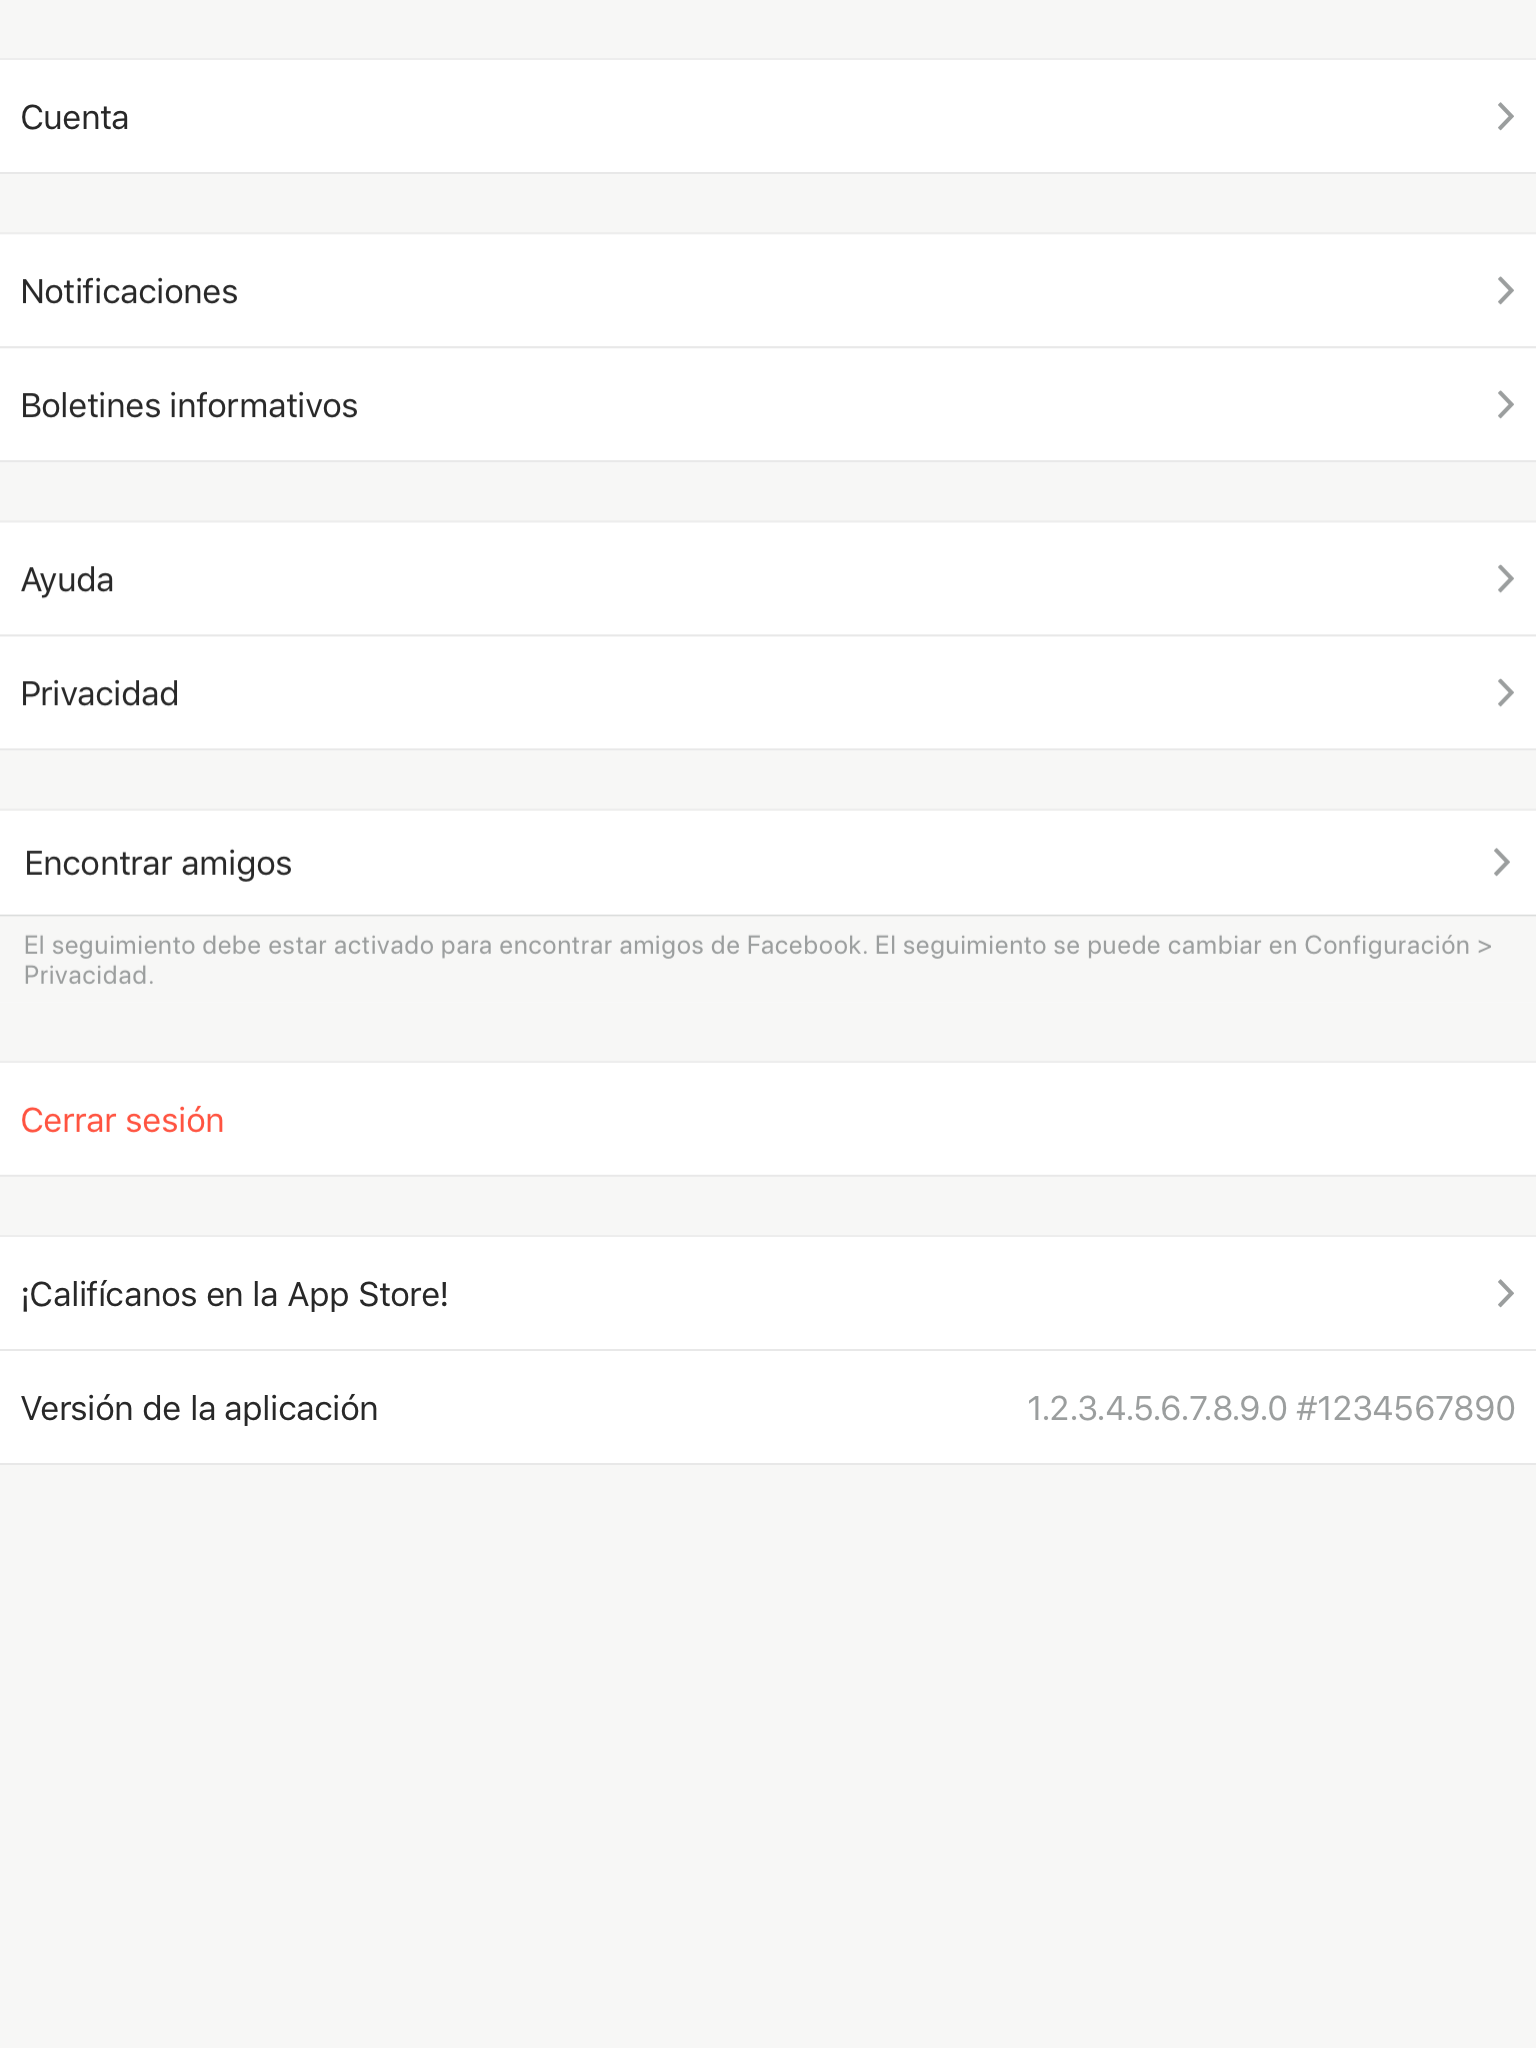 Cuenta
Notificaciones
Boletines informativos
Ayuda
Privacidad
Encontrar amigos
El seguimiento debe estar activado para encontrar amigos de Facebook. El seguimiento se puede cambiar en Configuración >
Privacidad.
Cerrar sesión
¡Califícanos en la App Store!
Versión de la aplicación 1.2.3.4.5.6.7.8.9.0 #1234567890